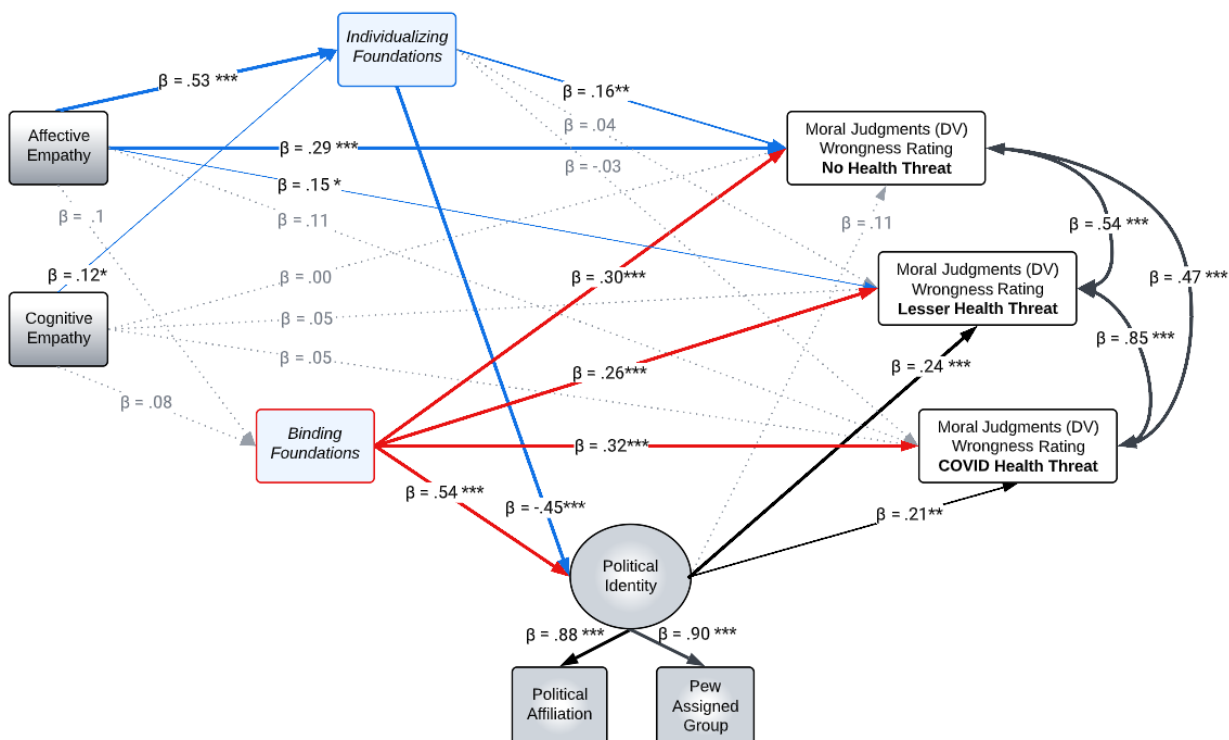 Individualizing
Foundations
β = .53 ***
β = .16**
β = .04
β = -.03
Affective
Empathy
β = .29 ***
β = .15 *
β = .11
β = .1
Moral Judgments (DV)
Wrongness Rating
No Health Threat
β = .11
β = .54 ***
β = .47 ***
β = .12*
β = .00
β = .30***
Moral Judgments (DV)
Wrongness Rating
Lesser Health Threat
Cognitive
Empathy
β = .05
β = .05
β = .85 ***
β = .26***
β = .24 ***
β = .08
Binding
Foundations
β = .32***
Moral Judgments (DV)
Wrongness Rating
COVID Health Threat
β = .54 ***
β = -.45***
β = .21**
Political
Identity
β = .88 ***
β = .90 ***
Political
Affiliation
Pew
Assigned
Group